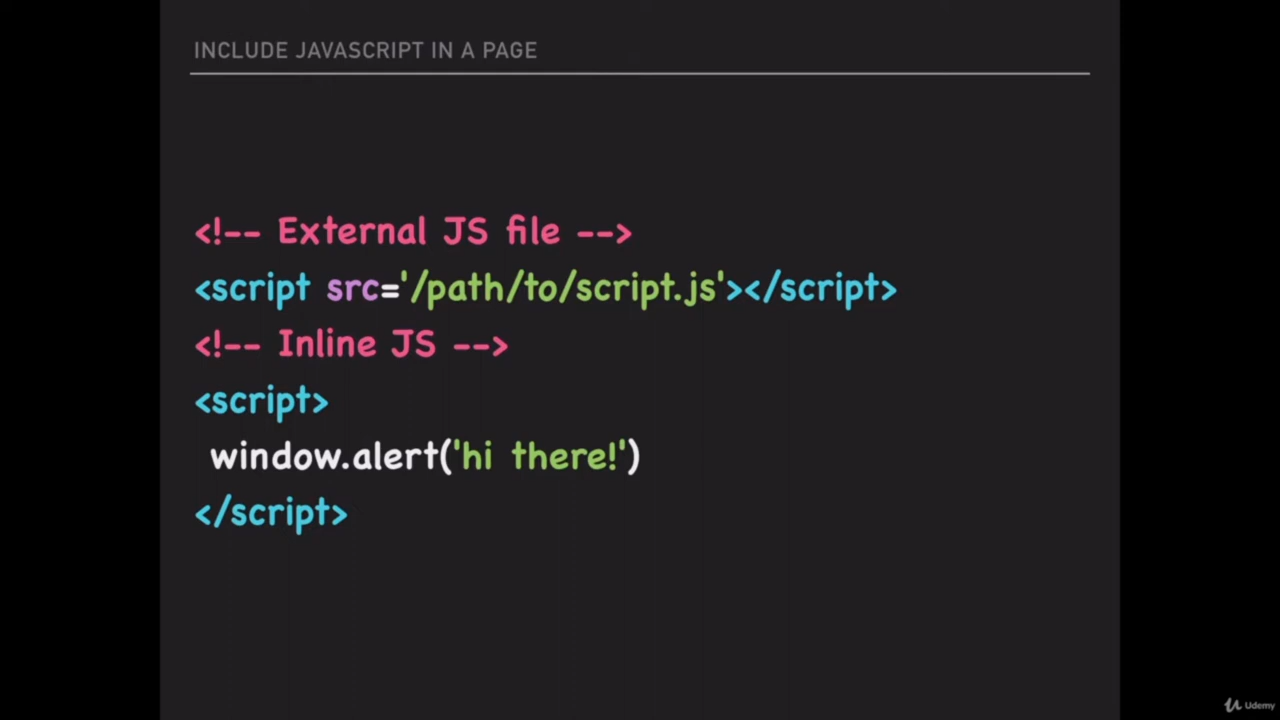 INCLUDE JAVASCRIPT IN A PAGE
<!-- External JS file -->
<script src='/path/to/script.js'></script>
<!-- Inline JS -->
<script>
 window.alert('hi there!')
</script>
Udemy